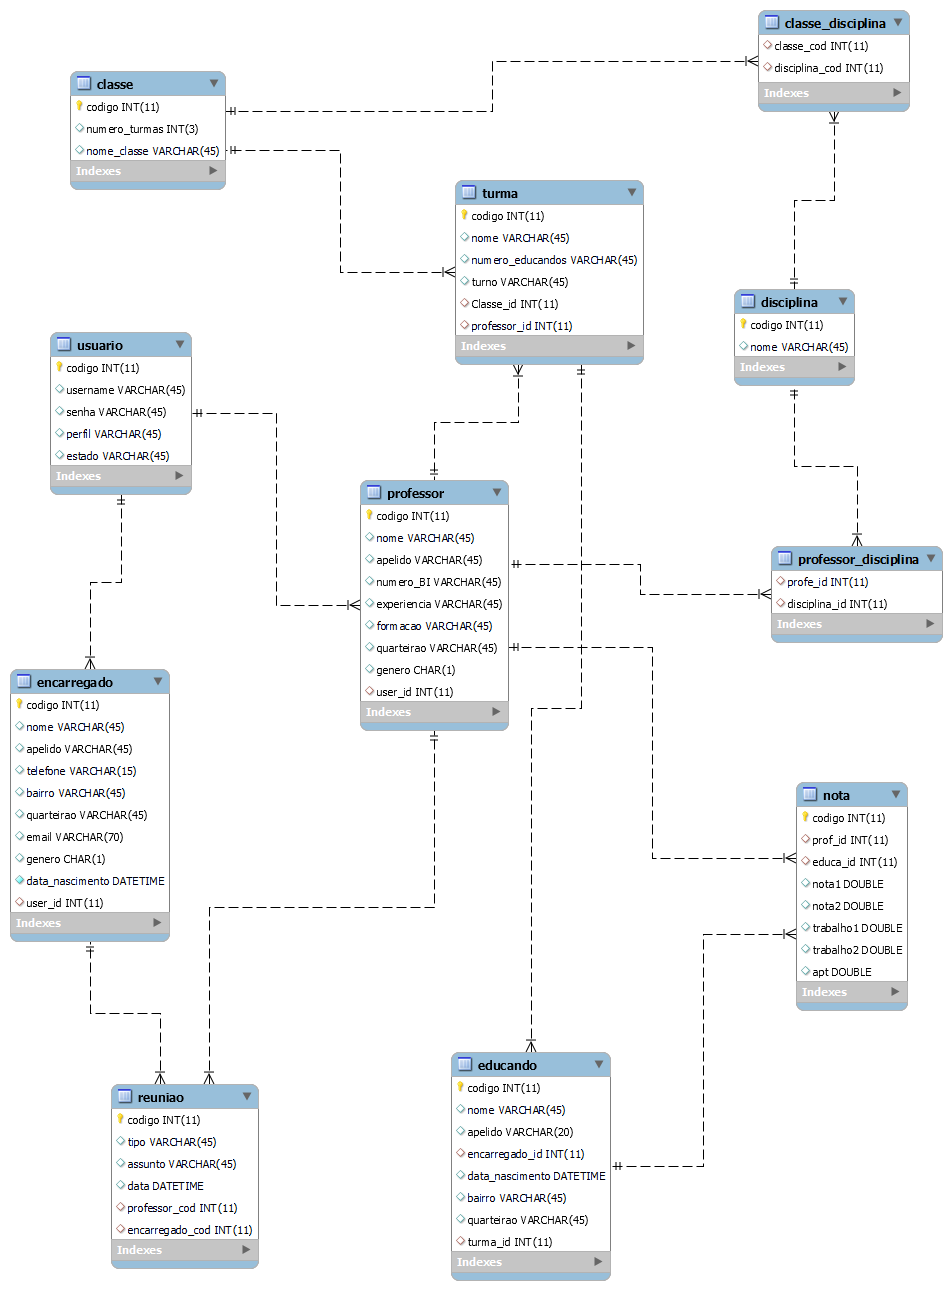 classe_disciplina
classe_cod INT(11)
disciplina_cod INT(11)
Indexes
classe
codigo INT(11)
numero_turmas INT(3)
nome_classe VARCHAR(45)
Indexes
turma
codigo INT(11)
nome VARCHAR(45)
numero_educandos VARCHAR(45)
turno VARCHAR(45)
Classe_id INT(11)
professor_id INT(11)
Indexes
disciplina
codigo INT(11)
nome VARCHAR(45)
Indexes
usuario
codigo INT(11)
username VARCHAR(45)
senha VARCHAR(45)
perfil VARCHAR(45)
estado VARCHAR(45)
Indexes
professor
codigo INT(11)
nome VARCHAR(45)
apelido VARCHAR(45)
numero_BI VARCHAR(45)
experiencia VARCHAR(45)
formacao VARCHAR(45)
quarteirao VARCHAR(45)
genero CHAR(1)
user_id INT(11)
Indexes
professor_disciplina
profe_id INT(11)
disciplina_id INT(11)
Indexes
encarregado
codigo INT(11)
nome VARCHAR(45)
apelido VARCHAR(45)
telefone VARCHAR(15)
bairro VARCHAR(45)
quarteirao VARCHAR(45)
email VARCHAR(70)
genero CHAR(1)
data_nascimento DATETIME
user_id INT(11)
Indexes
nota
codigo INT(11)
prof_id INT(11)
educa_id INT(11)
nota1 DOUBLE
nota2 DOUBLE
trabalho1 DOUBLE
trabalho2 DOUBLE
apt DOUBLE
Indexes
reuniao
codigo INT(11)
tipo VARCHAR(45)
assunto VARCHAR(45)
data DATETIME
professor_cod INT(11)
encarregado_cod INT(11)
Indexes
educando
codigo INT(11)
nome VARCHAR(45)
apelido VARCHAR(20)
encarregado_id INT(11)
data_nascimento DATETIME
bairro VARCHAR(45)
quarteirao VARCHAR(45)
turma_id INT(11)
Indexes